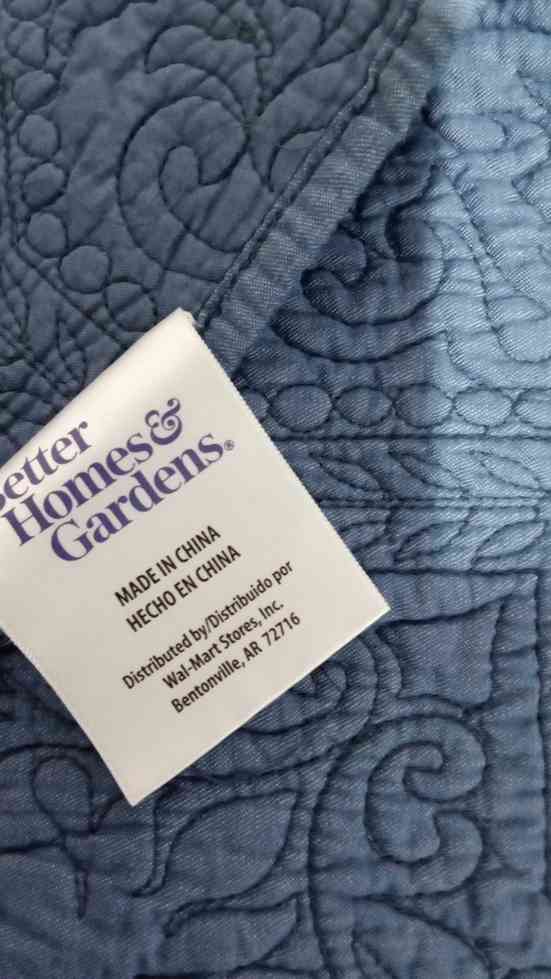 Better
Homes&
Gardens®
MADE IN CHINA
HECHO EN CHINA
Distributed by/Distribuido por
Wal-Mart Stores, Inc.
Bentonville, AR 72716